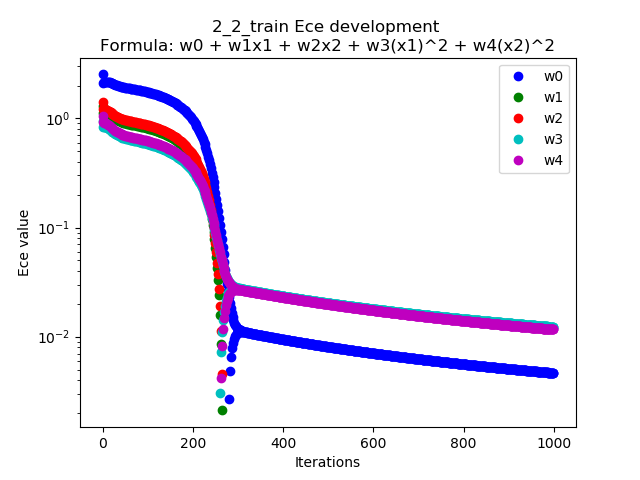 2_2_train Ece development
Formula: w0 + w1x1 + w2x2 + w3(x1)^2 + w4(x2)^2
w0
w1
w2
w3
w4
Ece value
10^0
10^-1
10^-2
0 200 400 600 800 1000
Iterations